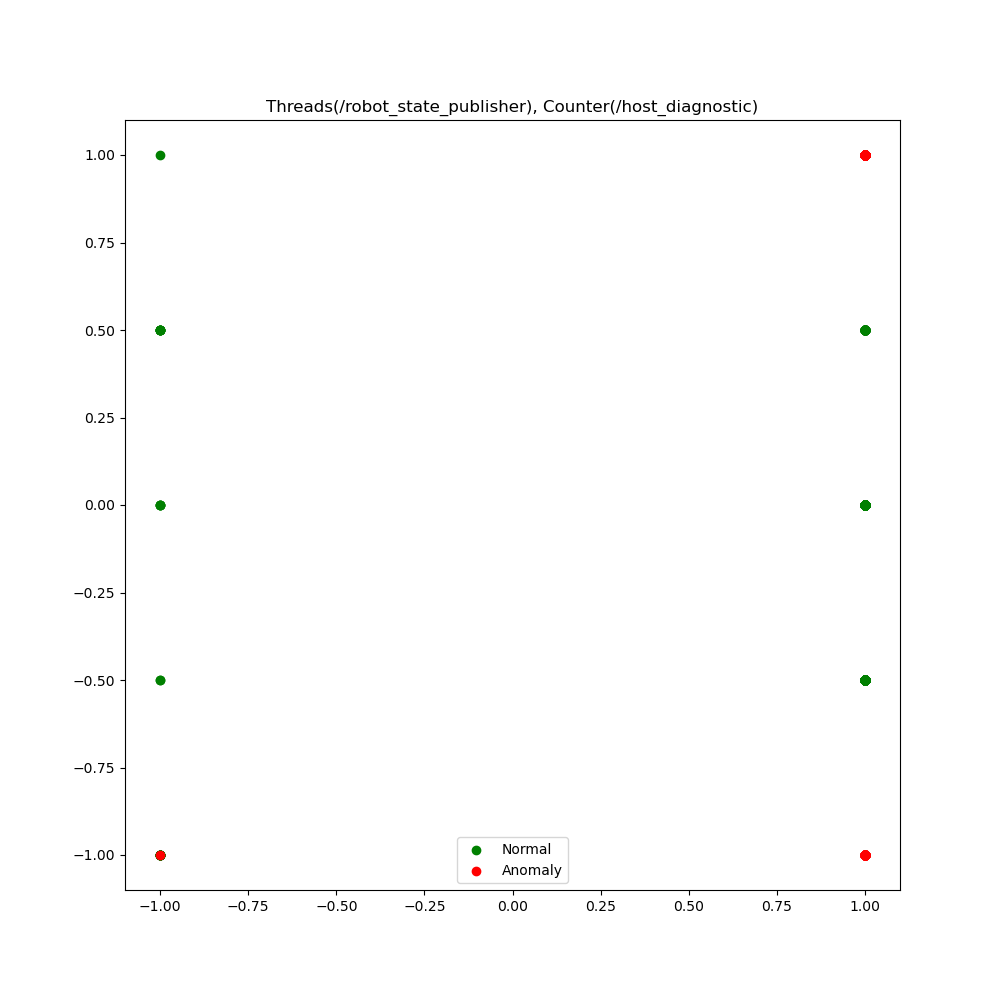 Threads(/robot_state_publisher), Counter(/host_diagnostic)
1.00
0.75
0.50
0.25
0.00
−0.25
−0.50
−0.75
−1.00
Normal
Anomaly
−1.00 −0.75 −0.50 −0.25 0.00 0.25 0.50 0.75 1.00